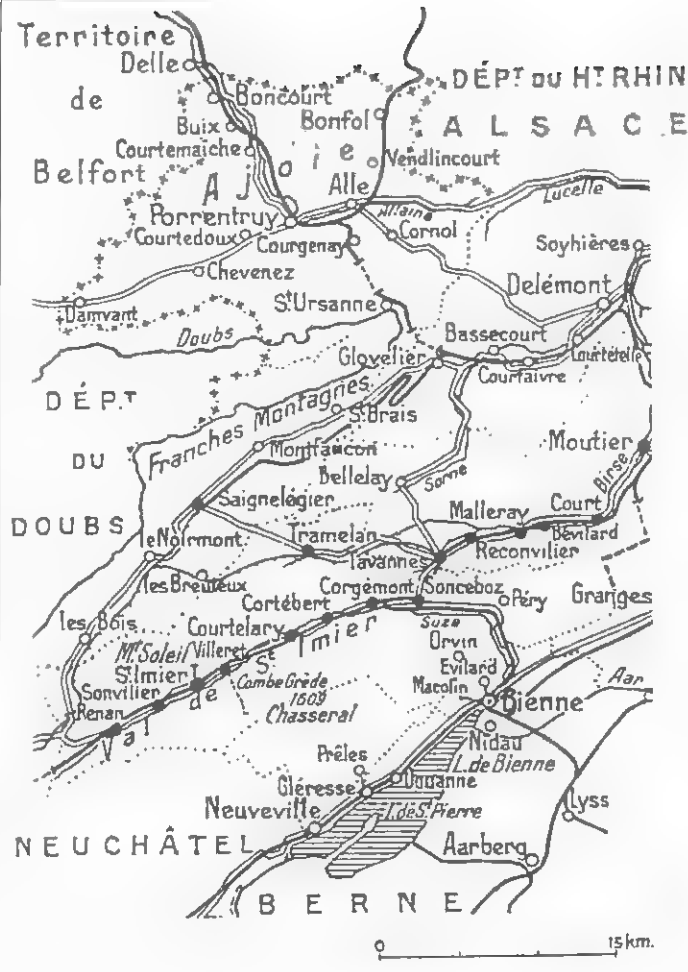 Territoire
de
Belfort
Delle
DÉPT DU HT RHIN
ALSACE
Boncourt
Bonfol
Buix
Courtemaîche
Ajoie
Vendlincourt
Alle
Lucelle
Porrentruy
Allaine
Cornol
Courtedoux
Courgenay
Soyhières
Chevenez
Delémont
Damvant
St Ursanne
Doubs
Bassecourt
Glovelier
Courtételle
Courfaivre
DÉPT
DU
DOUBS
Franches Montagnes
St Brais
Montfaucon
Moutier
Bellelay
Sorne
Birse
Saignelégier
Malleray
Court
Tramelan
Bévilard
le Noirmont
Tavannes
Reconvilier
les Breuleux
Corgémont
Sonceboz
Cortébert
Péry
Granges
les Bois
Courtelary
Suze
Mt Soleil
Villeret
Val de St Imier
Orvin
St Imier
Evilard
Aar
Sonvilier
Combe Grède
Macolin
Renan
1609
Chasseral
Bienne
Nidau
Prêles
L. de Bienne
Douanne
Gléresse
Lyss
Neuveville
I. de St Pierre
NEUCHÂTEL
Aarberg
BERNE
0
15 km.